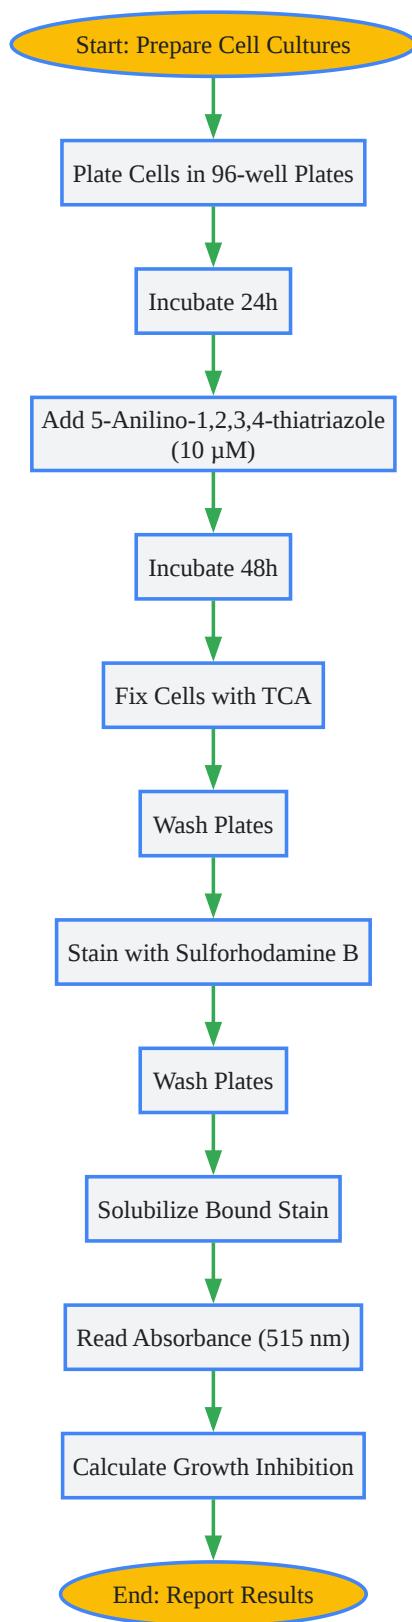 Start: Prepare Cell Cultures
Plate Cells in 96-well Plates
Incubate 24h
Add 5-Anilino-1,2,3,4-thiatriazole
(10 µM)
Incubate 48h
Fix Cells with TCA
Wash Plates
Stain with Sulforhodamine B
Wash Plates
Solubilize Bound Stain
Read Absorbance (515 nm)
Calculate Growth Inhibition
End: Report Results